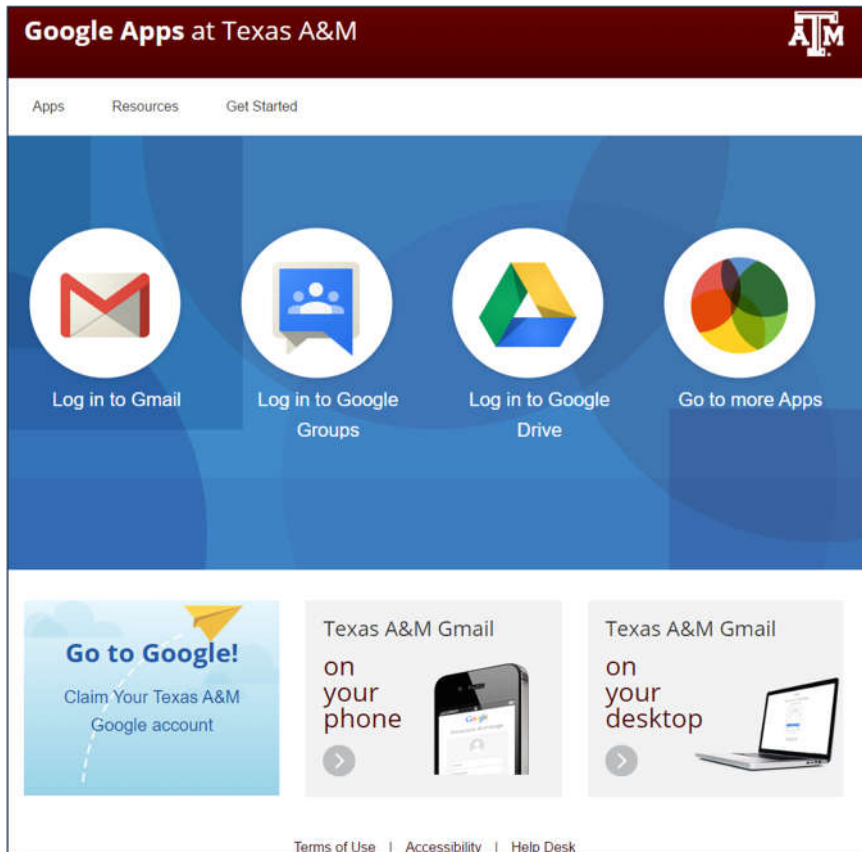 Google Apps at Texas A&M
ATM
Apps Resources Get Started
Log in to Gmail
Log in to Google
Groups
Log in to Google
Drive
Go to more Apps
Go to Google!
Claim Your Texas A&M
Google account
Texas A&M Gmail
on
your
phone
Google
Texas A&M Gmail
on
your
desktop
Terms of Use | Accessibility | Help Desk